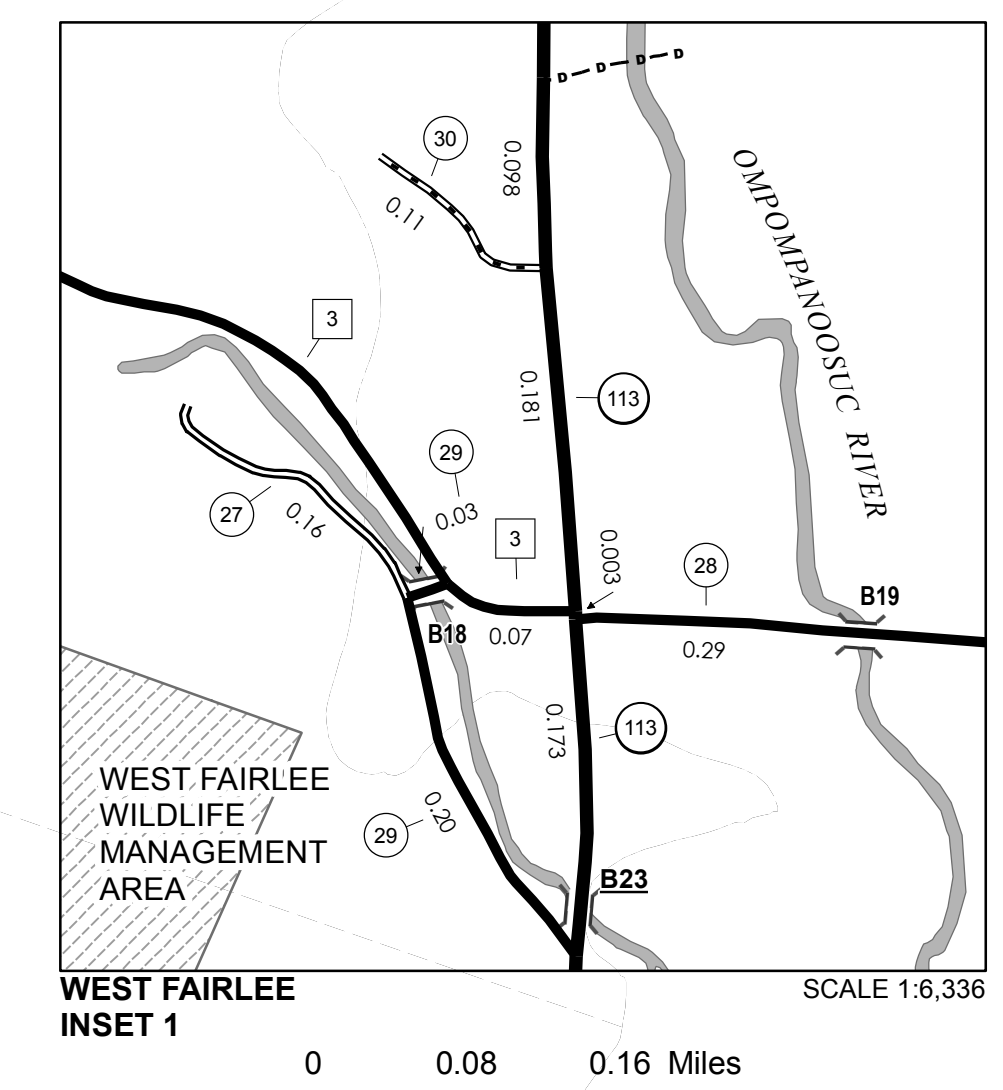 D D D D
30
0.098
0.11
OMPOMPANOOSUC RIVER
3
0.181
113
29
27
0.16
0.03
3
0.003
28
B19
B18
0.07
0.29
0.173
113
WEST FAIRLEE
WILDLIFE
MANAGEMENT
AREA
0.20
29
B23
WEST FAIRLEE
INSET 1
SCALE 1:6,336
0 0.08 0.16 Miles